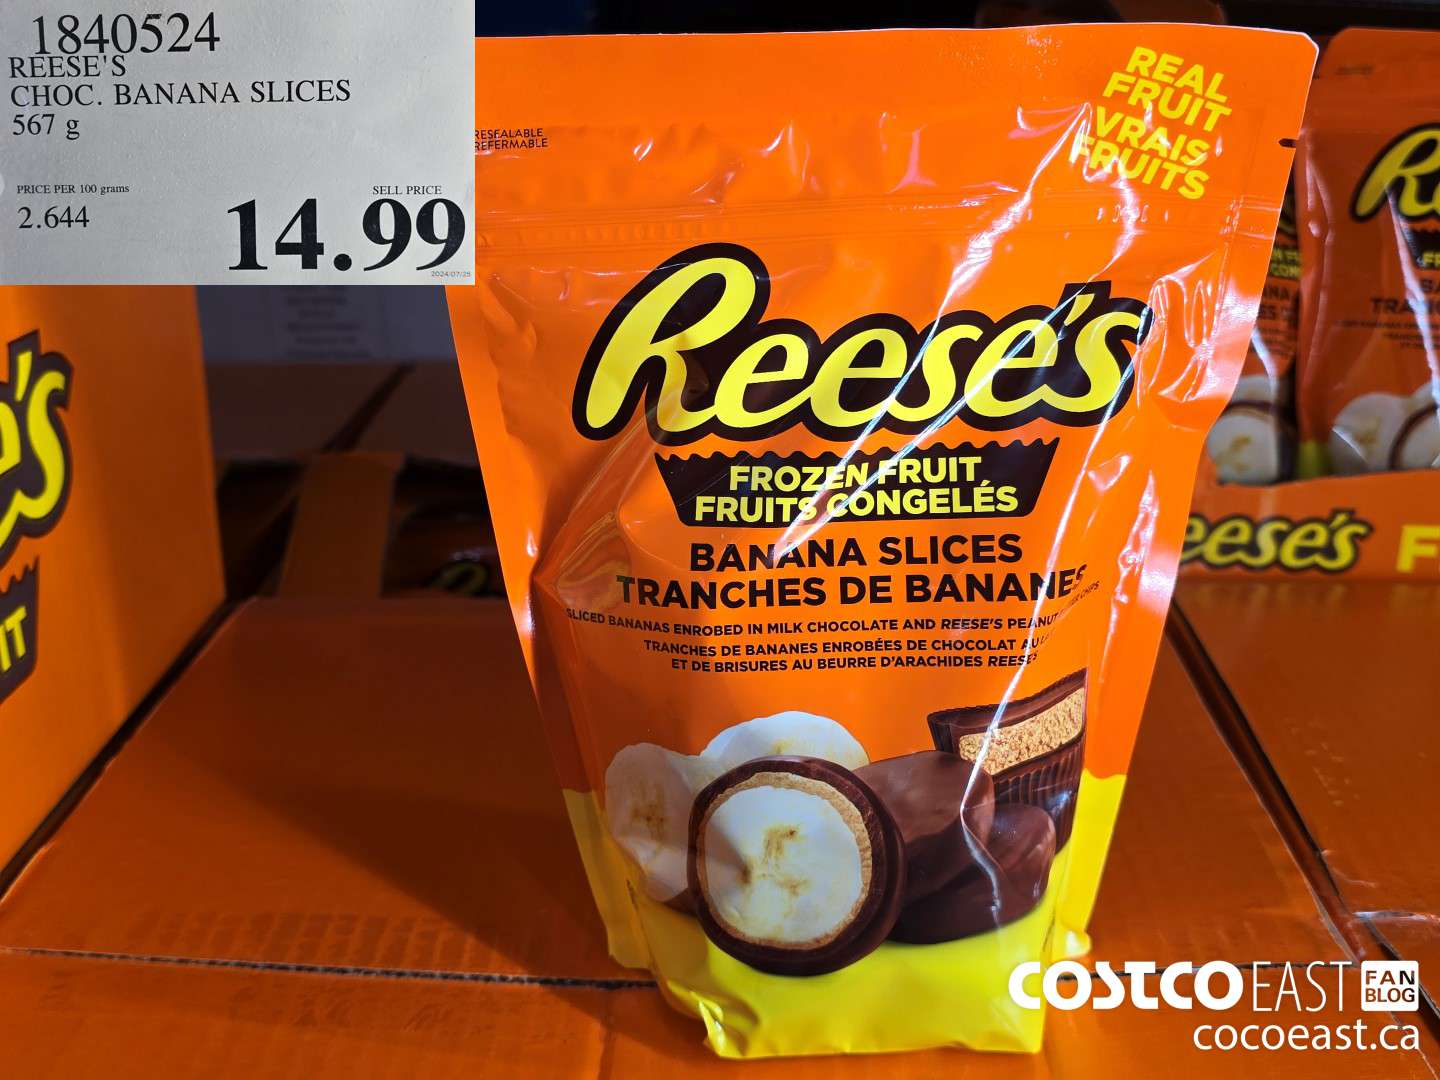 1840524
REESE'S
CHOC. BANANA SLICES
567 g
PRICE PER 100 grams
2.644
SELL PRICE
14.99
2024/07/25
RESEALABLE
REFERMABLE
REAL
FRUIT
VRAIS
FRUITS
Reese's
FROZEN FRUIT
FRUITS CONGELÉS
BANANA SLICES
TRANCHES DE BANANES
SLICED BANANAS ENROBED IN MILK CHOCOLATE AND REESE'S PEANUT
TRANCHES DE BANANES ENROBÉES DE CHOCOLAT AU
ET DE BRISURES AU BEURRE D'ARACHIDES REESE'S
eese's F
COSTCO EAST FAN BLOG
cocoeast.ca